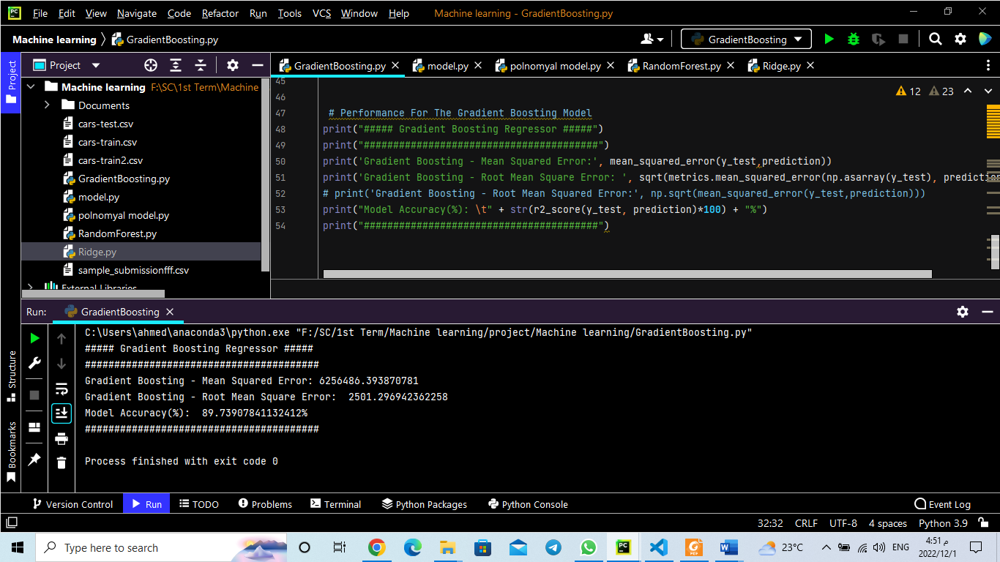 PC File Edit View Navigate Code Refactor Run Tools VCS Window Help Machine learning - GradientBoosting.py
Machine learning GradientBoosting.py GradientBoosting
Project
Project
GradientBoosting.py model.py polnomyal model.py RandomForest.py Ridge.py
Machine learning F:\SC\1st Term\Machine
Documents
cars-test.csv
cars-train.csv
cars-train2.csv
GradientBoosting.py
model.py
polnomyal model.py
RandomForest.py
Ridge.py
sample_submissionfff.csv
External Libraries
12 23
45
46
47 # Performance For The Gradient Boosting Model
48 print("##### Gradient Boosting Regressor #####")
49 print("########################################")
50 print('Gradient Boosting - Mean Squared Error:', mean_squared_error(y_test,prediction))
51 print('Gradient Boosting - Root Mean Square Error: ', sqrt(metrics.mean_squared_error(np.asarray(y_test), prediction
52 # print('Gradient Boosting - Root Mean Squared Error:', np.sqrt(mean_squared_error(y_test,prediction)))
53 print("Model Accuracy(%): \t" + str(r2_score(y_test, prediction)*100) + "%")
54 print("########################################")
Run: GradientBoosting
C:\Users\ahmed\anaconda3\python.exe "F:/SC/1st Term/Machine learning/project/Machine learning/GradientBoosting.py"
##### Gradient Boosting Regressor #####
########################################
Gradient Boosting - Mean Squared Error: 6256486.393870781
Gradient Boosting - Root Mean Square Error:  2501.296942362258
Model Accuracy(%):  89.73907841132412%
########################################
Process finished with exit code 0
Structure
Bookmarks
Version Control Run TODO Problems Terminal Python Packages Python Console Event Log
32:32 CRLF UTF-8 4 spaces Python 3.9
Type here to search
PC
PDF
W
23°C
ENG
4:51 م
2022/12/1